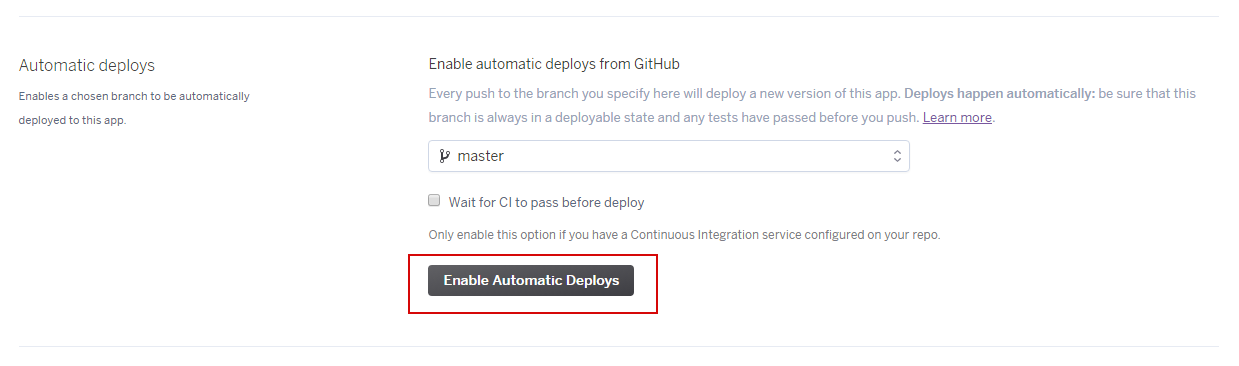 Automatic deploys
Enables a chosen branch to be automatically
deployed to this app.
Enable automatic deploys from GitHub
Every push to the branch you specify here will deploy a new version of this app. Deploys happen automatically: be sure that this
branch is always in a deployable state and any tests have passed before you push. Learn more.
master
Wait for CI to pass before deploy
Only enable this option if you have a Continuous Integration service configured on your repo.
Enable Automatic Deploys